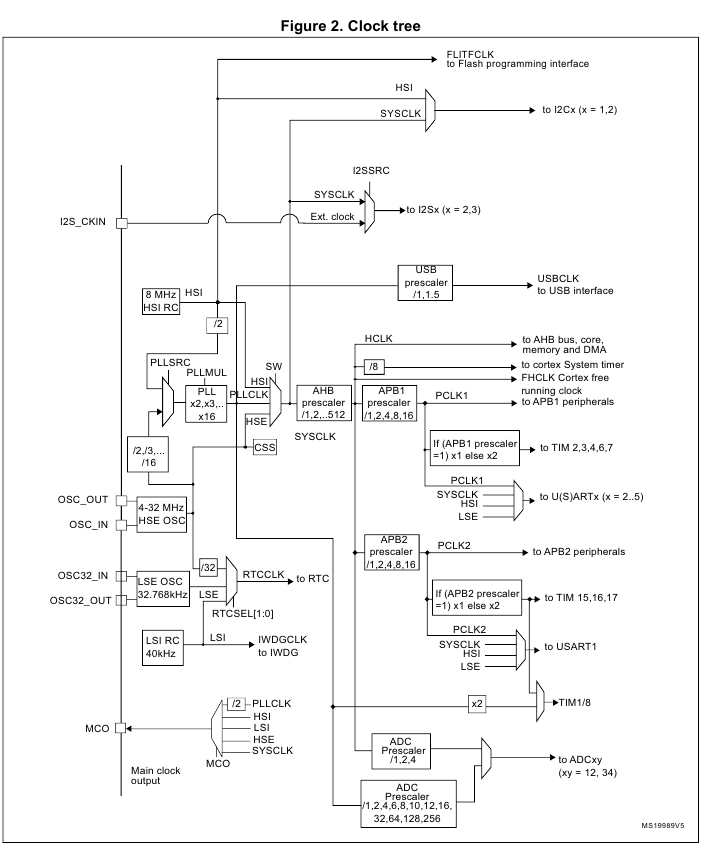 Figure 2. Clock tree
FLITFCLK
to Flash programming interface
HSI
to I2Cx (x = 1,2)
SYSCLK
I2SSRC
SYSCLK
to I2Sx (x = 2,3)
I2S_CKIN
Ext. clock
USB
prescaler
/1,1.5
USBCLK
to USB interface
8 MHz
HSI RC
HSI
/2
HCLK
to AHB bus, core,
memory and DMA
/8
to cortex System timer
FHCLK Cortex free
running clock
PLLSRC
PLLMUL
PLL
x2,x3,..
x16
SW
HSI
PLLCLK
HSE
AHB
prescaler
/1,2,..512
APB1
prescaler
/1,2,4,8,16
PCLK1
to APB1 peripherals
SYSCLK
CSS
/2,/3,...
/16
If (APB1 prescaler
=1) x1 else x2
to TIM 2,3,4,6,7
PCLK1
SYSCLK
HSI
LSE
to U(S)ARTx (x = 2..5)
OSC_OUT
OSC_IN
4-32 MHz
HSE OSC
APB2
prescaler
/1,2,4,8,16
PCLK2
to APB2 peripherals
OSC32_IN
OSC32_OUT
LSE OSC
32.768kHz
/32
LSE
RTCCLK
to RTC
RTCSEL[1:0]
If (APB2 prescaler
=1) x1 else x2
to TIM 15,16,17
LSI RC
40kHz
LSI
IWDGCLK
to IWDG
PCLK2
SYSCLK
HSI
LSE
to USART1
/2
PLLCLK
HSI
LSI
HSE
SYSCLK
MCO
MCO
Main clock
output
x2
TIM1/8
ADC
Prescaler
/1,2,4
to ADCxy
(xy = 12, 34)
ADC
Prescaler
/1,2,4,6,8,10,12,16,
32,64,128,256
MS19989V5